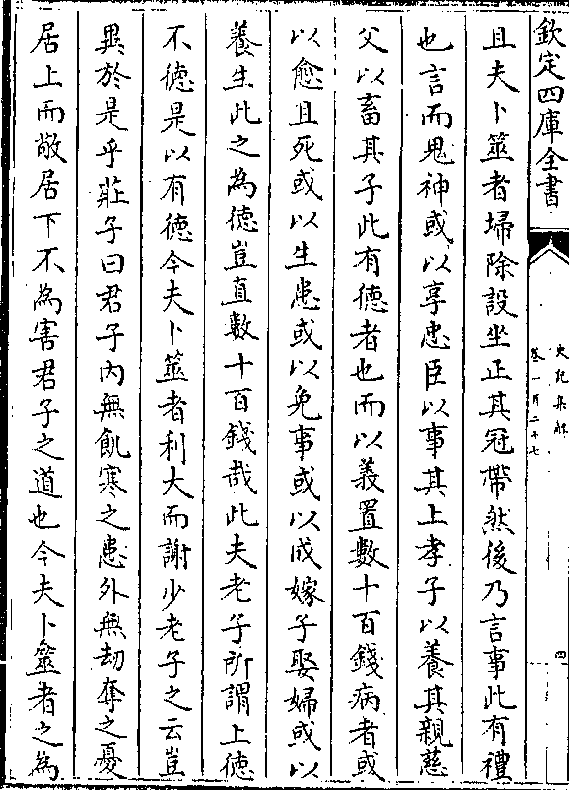 欽定四庫全書
史記集解
卷一百二十七
四
且夫卜筮者埽除設坐正其冠帶然後乃言事此有禮
也言而鬼神或以享忠臣以事其上孝子以養其親慈
父以畜其子此有德者也而以義置數十百錢病者或
以愈且死或以生患或以免事或以成嫁子娶婦或以
養生此之為德豈直數十百錢哉此夫老子所謂上德
不德是以有德今夫卜筮者利大而謝少老子之云豈
異於是乎莊子曰君子內無飢寒之患外無劫奪之憂
居上而敬居下不為害君子之道也今夫卜筮者之為